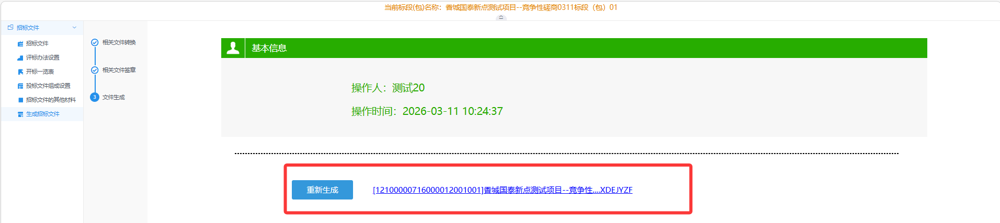 当前标段(包)名称：香城国泰新点测试项目--竞争性磋商0311标段（包）01
招标文件
招标文件
评标办法设置
开标一览表
投标文件组成设置
招标文件的其他材料
生成招标文件
相关文件转换
相关文件签章
3 文件生成
基本信息
操作人：测试20
操作时间：2026-03-11 10:24:37
重新生成
[12100000716000012001001]香城国泰新点测试项目--竞争性....XDEJYZF